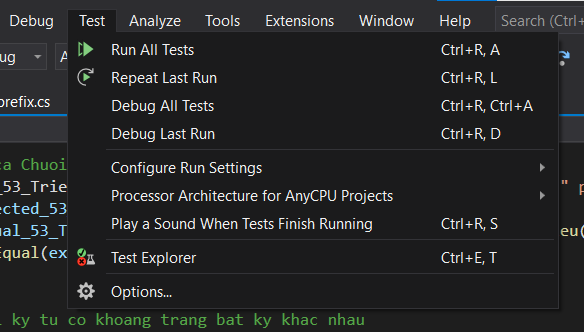 Debug Test Analyze Tools Extensions Window Help Search (Ctrl
ug A
Run All Tests Ctrl+R, A
Repeat Last Run Ctrl+R, L
prefix.cs
Debug All Tests Ctrl+R, Ctrl+A
Debug Last Run Ctrl+R, D
ca Chuoi
Configure Run Settings
_53_Trie
" p
Processor Architecture for AnyCPU Projects
ected_53
Play a Sound When Tests Finish Running Ctrl+R, S
ual_53_T
eu(
Equal(ex
Test Explorer Ctrl+E, T
Options...
ky tu co khoang trang bat ky khac nhau